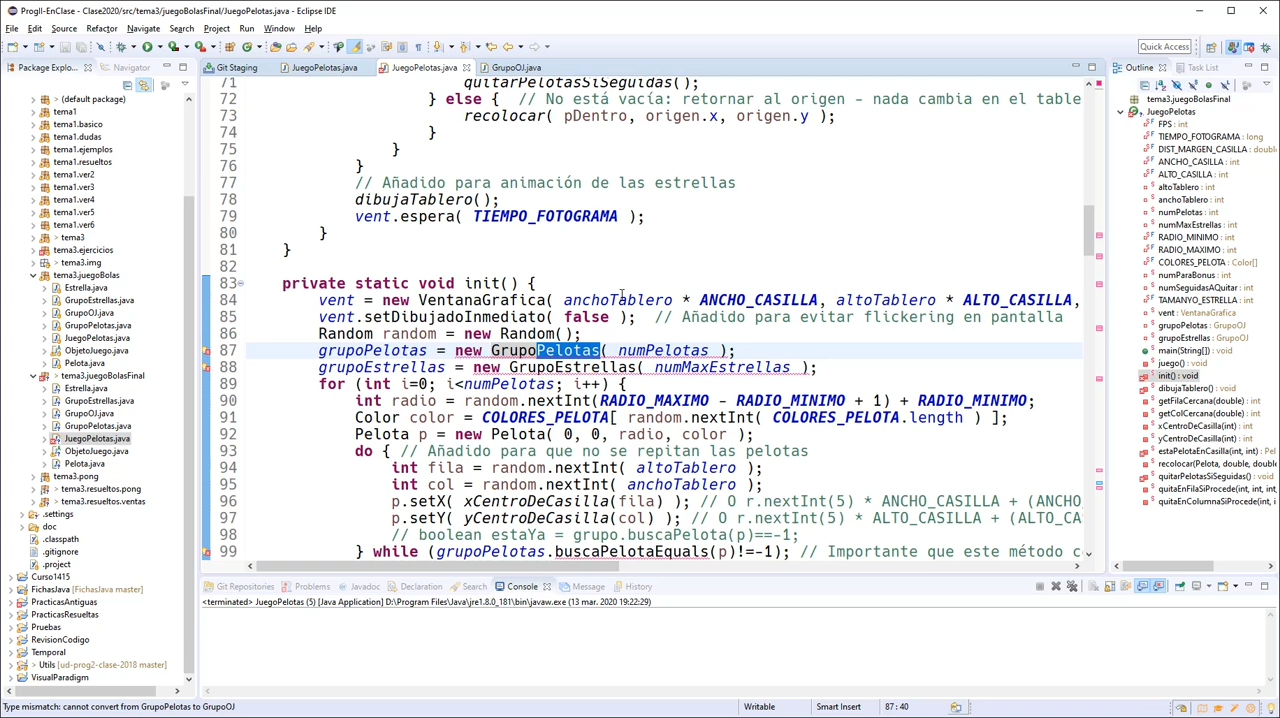 ProgII-EnClase - Clase2020/src/tema3/juegoBolasFinal/JuegoPelotas.java - Eclipse IDE
File Edit Source Refactor Navigate Search Project Run Window Help
Quick Access
Package Explo...
Navigator
Git Staging
JuegoPelotas.java
JuegoPelotas.java
GrupoOJ.java
Outline
Task List
(default package)
tema1
tema1.basico
tema1.dudas
tema1.ejemplos
tema1.resueltos
tema1.ver2
tema1.ver3
tema1.ver4
tema1.ver5
tema1.ver6
> tema3
tema3.ejercicios
> tema3.img
tema3.juegoBolas
Estrella.java
GrupoEstrellas.java
GrupoOJ.java
GrupoPelotas.java
JuegoPelotas.java
ObjetoJuego.java
Pelota.java
> tema3.juegoBolasFinal
Estrella.java
GrupoEstrellas.java
GrupoOJ.java
GrupoPelotas.java
JuegoPelotas.java
ObjetoJuego.java
Pelota.java
> tema3.pong
> tema3.resueltos.pong
> tema3.resueltos.ventas
.settings
doc
.classpath
.gitignore
.project
Curso1415
FichasJava [FichasJava master]
PracticasAntiguas
PracticasResueltas
Pruebas
RevisionCodigo
Temporal
> Utils [ud-prog2-clase-2018 master]
VisualParadigm
71 quitarPelotasSiSeguidas();
72 } else { // No está vacía: retornar al origen - nada cambia en el table
73 recolocar( pDentro, origen.x, origen.y );
74 }
75 }
76 }
77 // Añadido para animación de las estrellas
78 dibujaTablero();
79 vent.espera( TIEMPO_FOTOGRAMA );
80 }
81 }
82
83 private static void init() {
84 vent = new VentanaGrafica( anchoTablero * ANCHO_CASILLA, altoTablero * ALTO_CASILLA,
85 vent.setDibujadoInmediato( false ); // Añadido para evitar flickering en pantalla
86 Random random = new Random();
87 grupoPelotas = new GrupoPelotas( numPelotas );
88 grupoEstrellas = new GrupoEstrellas( numMaxEstrellas );
89 for (int i=0; i<numPelotas; i++) {
90 int radio = random.nextInt(RADIO_MAXIMO - RADIO_MINIMO + 1) + RADIO_MINIMO;
91 Color color = COLORES_PELOTA[ random.nextInt( COLORES_PELOTA.length ) ];
92 Pelota p = new Pelota( 0, 0, radio, color );
93 do { // Añadido para que no se repitan las pelotas
94 int fila = random.nextInt( altoTablero );
95 int col = random.nextInt( anchoTablero );
96 p.setX( xCentroDeCasilla(fila) ); // O r.nextInt(5) * ANCHO_CASILLA + (ANCHO_
97 p.setY( yCentroDeCasilla(col) ); // O r.nextInt(5) * ALTO_CASILLA + (ALTO_
98 // boolean estaYa = grupo.buscaPelota(p)==-1;
99 } while (grupoPelotas.buscaPelotaEquals(p)!=-1); // Importante que este método c
tema3.juegoBolasFinal
JuegoPelotas
FPS : int
TIEMPO_FOTOGRAMA : long
DIST_MARGEN_CASILLA : double
ANCHO_CASILLA : int
ALTO_CASILLA : int
altoTablero : int
anchoTablero : int
numPelotas : int
numMaxEstrellas : int
RADIO_MINIMO : int
RADIO_MAXIMO : int
COLORES_PELOTA : Color[]
numParaBonus : int
numSeguidasAQuitar : int
TAMANYO_ESTRELLA : int
vent : VentanaGrafica
grupoPelotas : GrupoOJ
grupoEstrellas : GrupoOJ
main(String[]) : void
juego() : void
init() : void
dibujaTablero() : void
getFilaCercana(double) : int
getColCercana(double) : int
xCentroDeCasilla(int) : int
yCentroDeCasilla(int) : int
estaPelotaEnCasilla(int, int) :
recolocar(Pelota, double, doubl
quitarPelotasSiSeguidas() : void
quitaEnFilaSiProcede(int, int, int
quitaEnColumnaSiProcede(int, i
Git Repositories
Problems
Javadoc
Declaration
Search
Console
Message
History
<terminated> JuegoPelotas (5) [Java Application] D:\Program Files\Java\jre1.8.0_181\bin\javaw.exe (13 mar. 2020 19:22:29)
Type mismatch: cannot convert from GrupoPelotas to GrupoOJ
Writable
Smart Insert
87 : 40